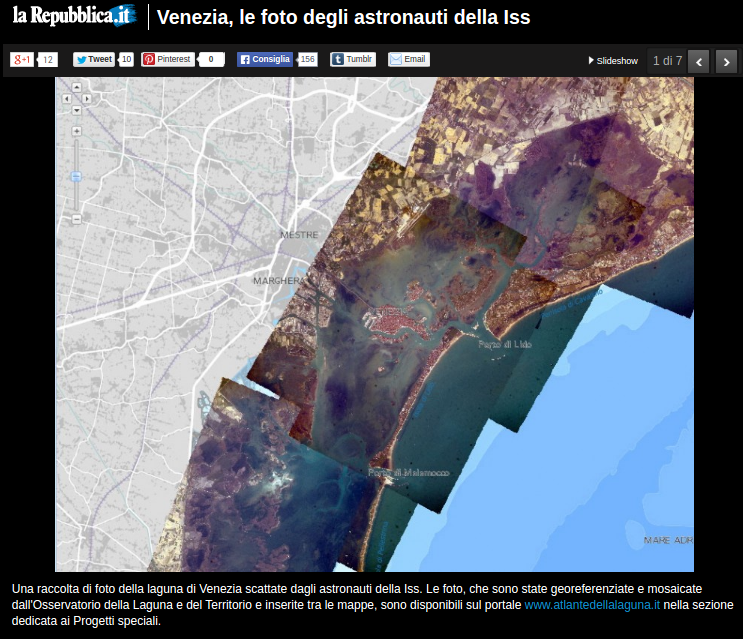 la Repubblica.it
Venezia, le foto degli astronauti della Iss
g+1 12 Tweet 10 Pinterest 0 Consiglia 156 Tumblr Email Slideshow 1 di 7
MESTRE
MARGHERA
Porto di Lido
Porto di Malamocco
MARE ADR
Una raccolta di foto della laguna di Venezia scattate dagli astronauti della Iss. Le foto, che sono state georeferenziate e mosaicate
dall'Osservatorio della Laguna e del Territorio e inserite tra le mappe, sono disponibili sul portale www.atlantedellalaguna.it nella sezione
dedicata ai Progetti speciali.